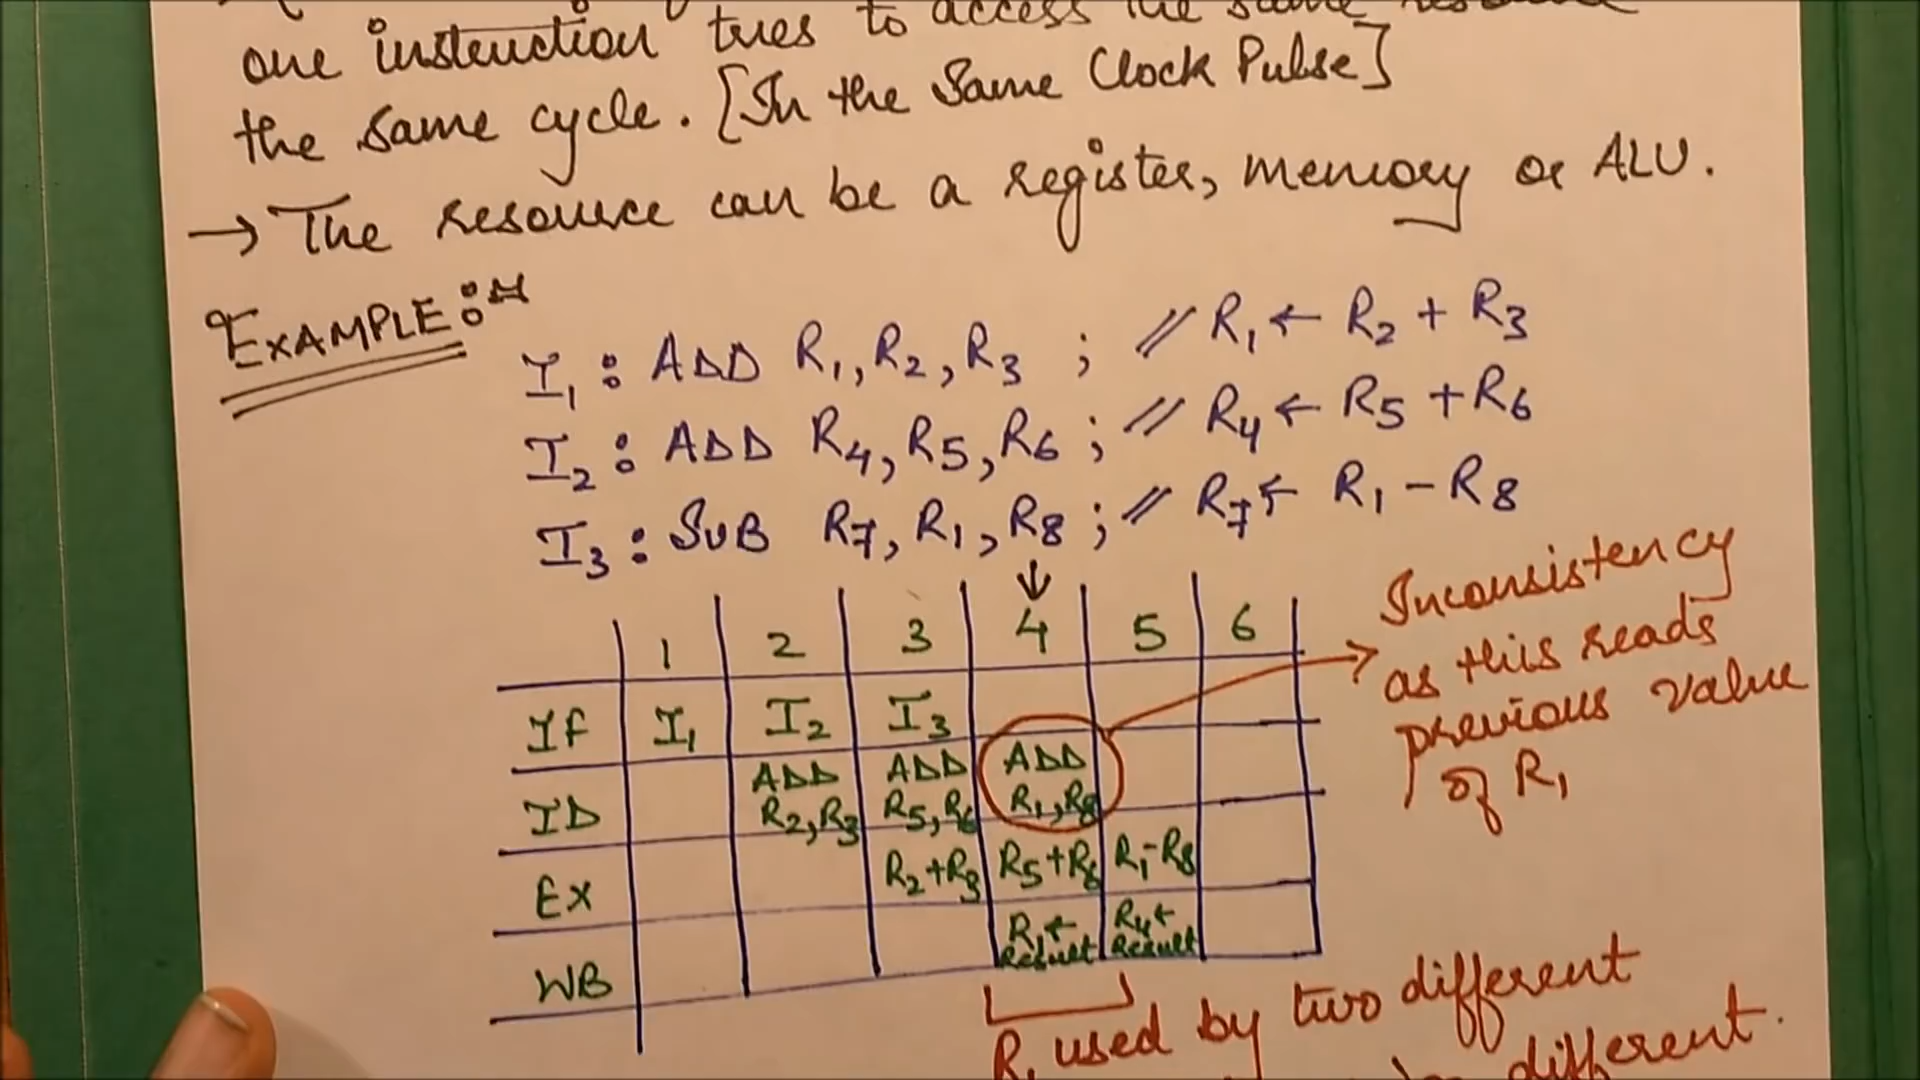 one instruction tries to access the same
the same cycle. [In the Same Clock Pulse]
→ The resource can be a register, memory or ALU.
EXAMPLE:-
I1 : ADD R1, R2, R3 ; // R1 ← R2 + R3
I2 : ADD R4, R5, R6 ; // R4 ← R5 + R6
I3 : SUB R7, R1, R8 ; // R7 ← R1 - R8
↓
1 2 3 4 5 6
IF I1 I2 I3
ID ADD R2, R3 ADD R5, R6 ADD R1, R8
EX R2+R3 R5+R6 R1-R8
WB R1← Result R4← Result
Inconsistency
as this reads
previous value
of R1
R1 used by two different
different.